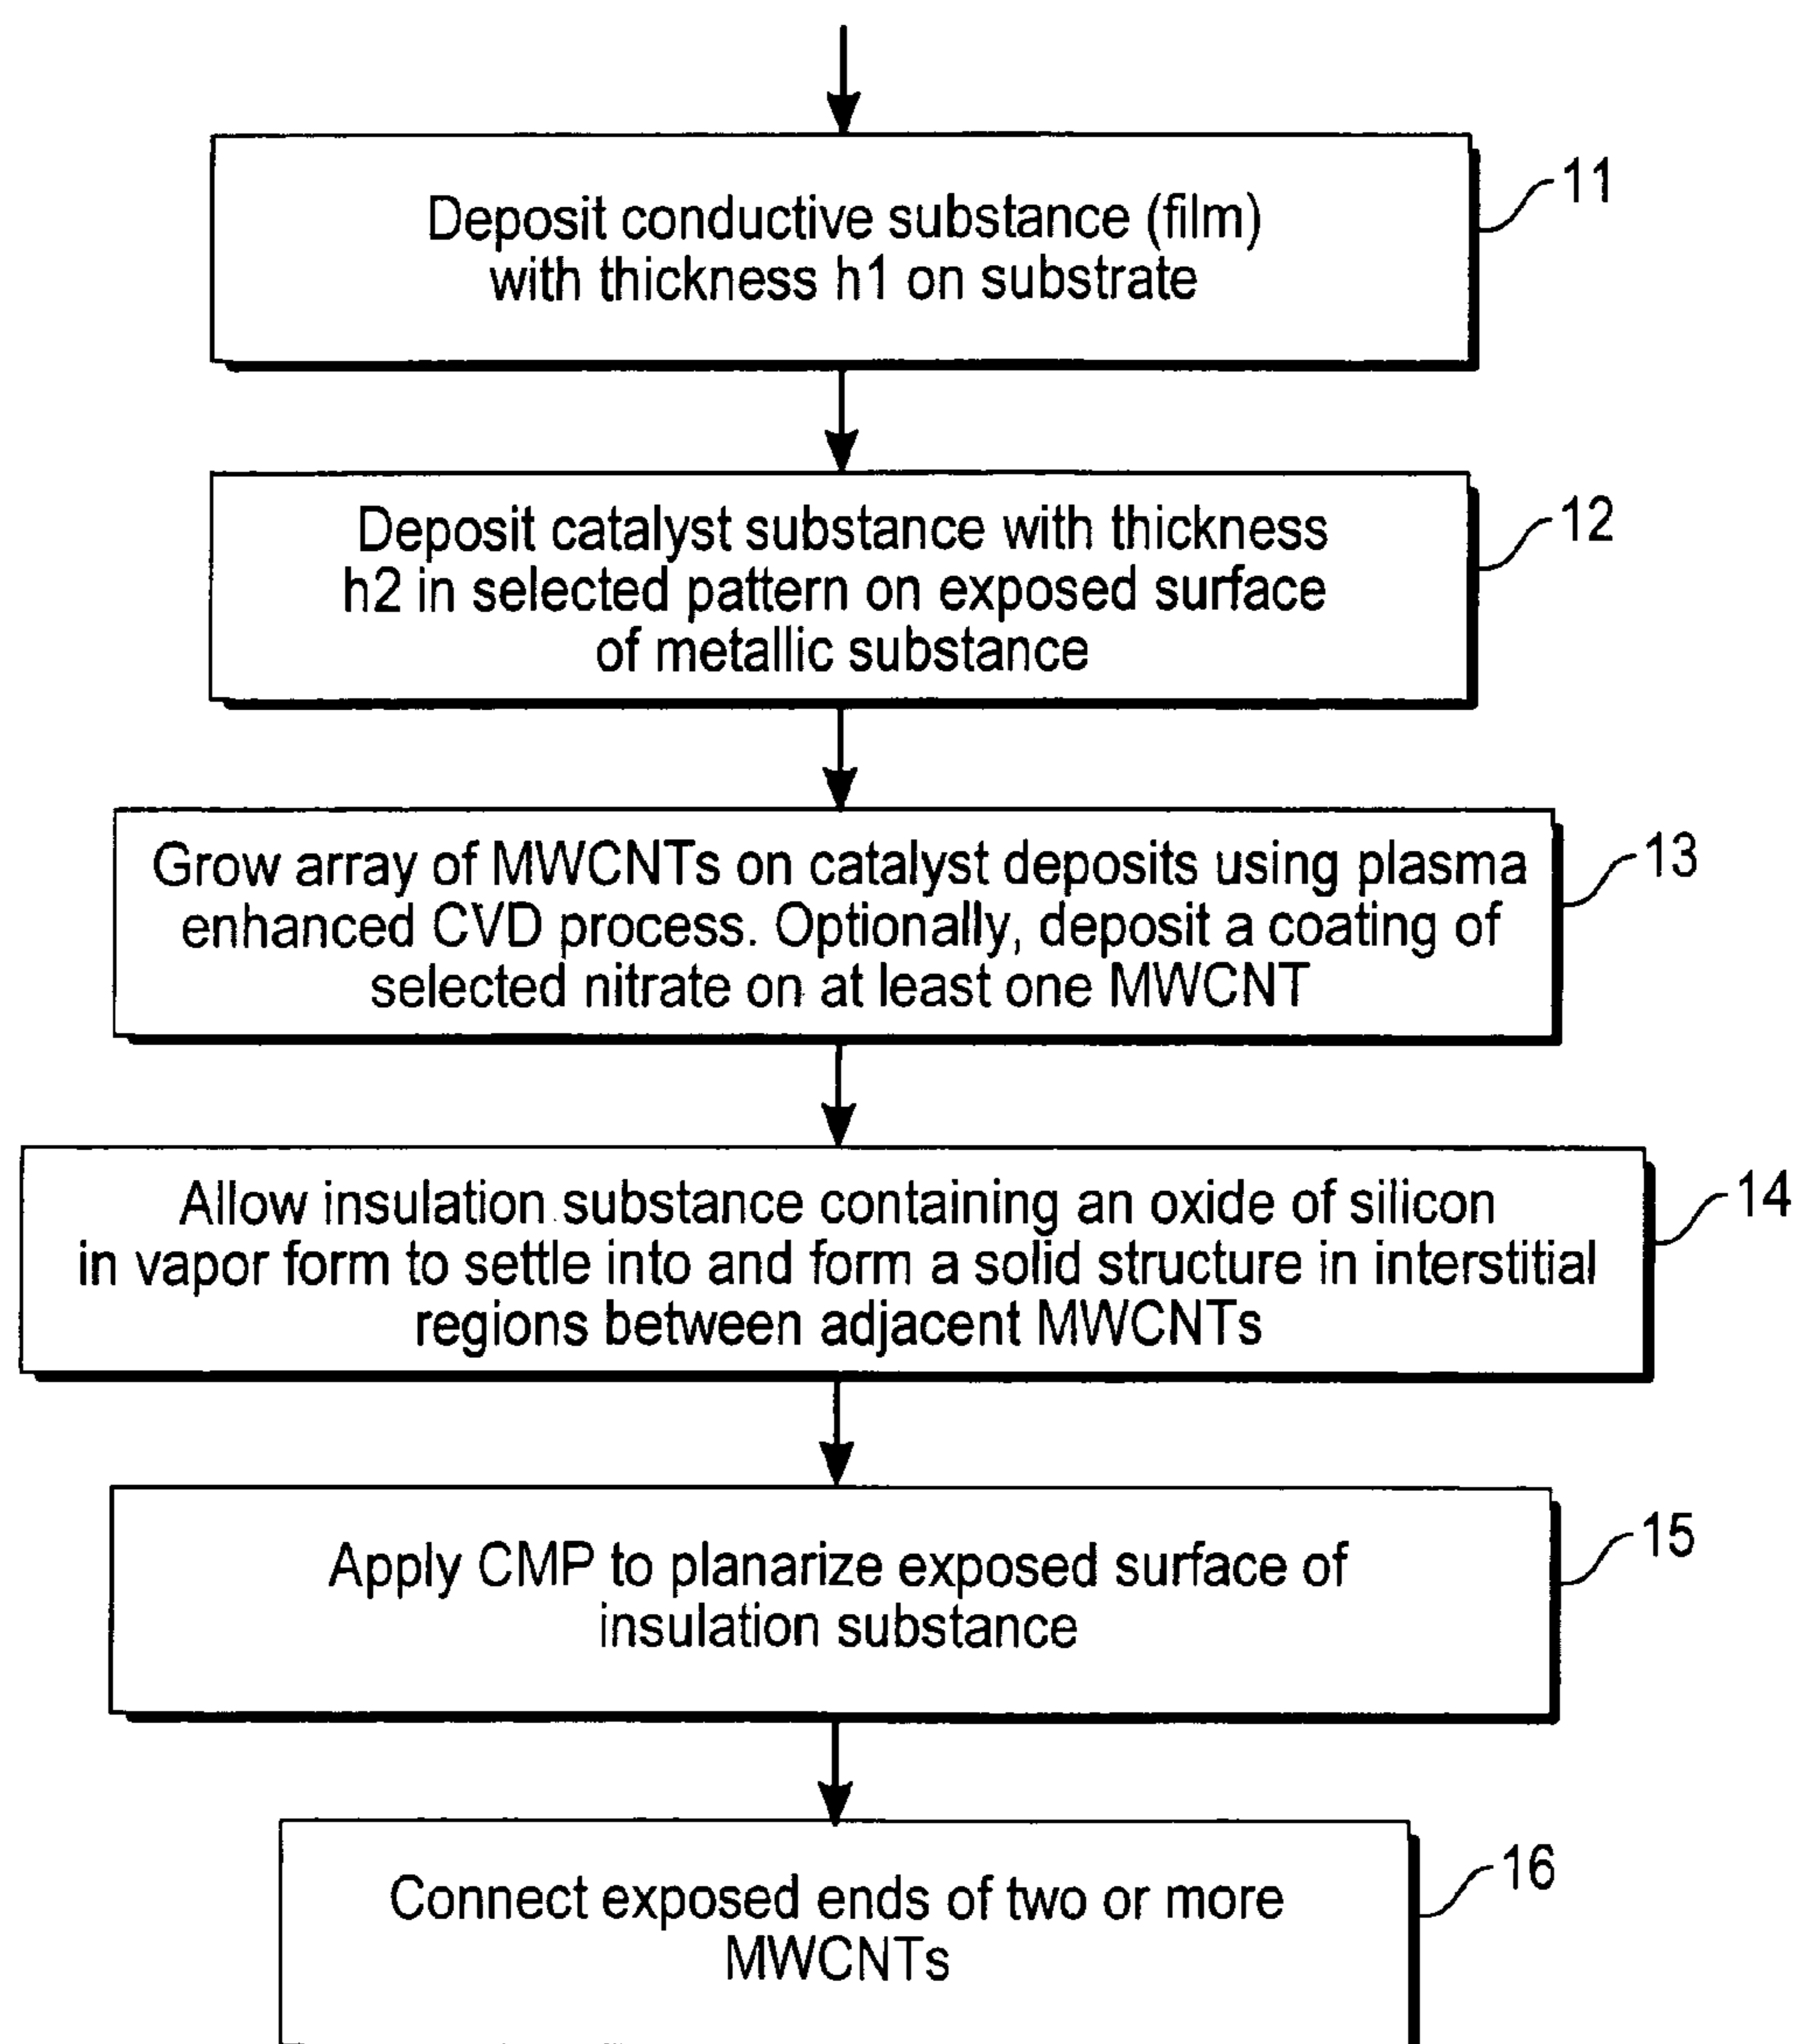 Deposit conductive substance (film)
with thickness h1 on substrate
11
Deposit catalyst substance with thickness
h2 in selected pattern on exposed surface
of metallic substance
12
Grow array of MWCNTs on catalyst deposits using plasma
enhanced CVD process. Optionally, deposit a coating of
selected nitrate on at least one MWCNT
13
Allow insulation substance containing an oxide of silicon
in vapor form to settle into and form a solid structure in interstitial
regions between adjacent MWCNTs
14
Apply CMP to planarize exposed surface of
insulation substance
15
Connect exposed ends of two or more
MWCNTs
16